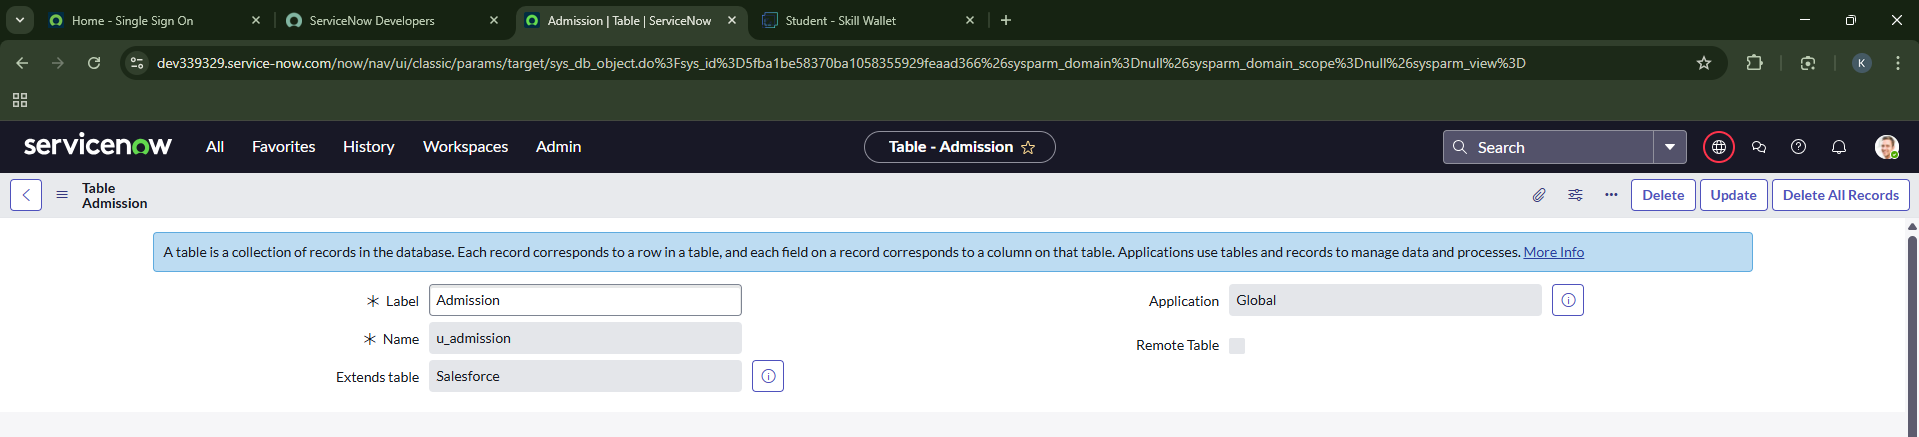 Home - Single Sign On
ServiceNow Developers
Admission | Table | ServiceNow
Student - Skill Wallet
dev339329.service-now.com/now/nav/ui/classic/params/target/sys_db_object.do%3Fsys_id%3D5fba1be58370ba1058355929feaad366%26sysparm_domain%3Dnull%26sysparm_domain_scope%3Dnull%26sysparm_view%3D
K
servicenow
All
Favorites
History
Workspaces
Admin
Table - Admission
Search
Table
Admission
Delete
Update
Delete All Records
A table is a collection of records in the database. Each record corresponds to a row in a table, and each field on a record corresponds to a column on that table. Applications use tables and records to manage data and processes. More Info
Label
Admission
Application
Global
Name
u_admission
Remote Table
Extends table
Salesforce